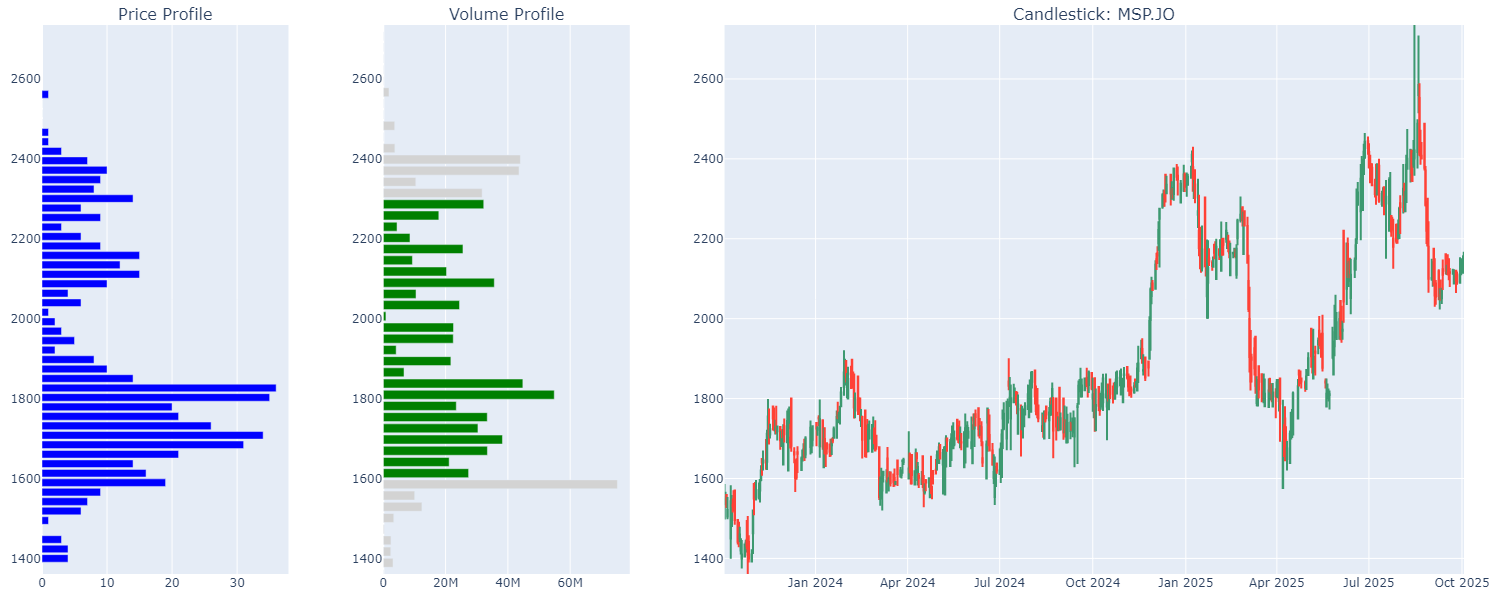 Price Profile
Volume Profile
Candlestick: MSP.JO
2600
2400
2200
2000
1800
1600
1400
0
10
20
30
2600
2400
2200
2000
1800
1600
1400
0
20M
40M
60M
2600
2400
2200
2000
1800
1600
1400
Jan 2024
Apr 2024
Jul 2024
Oct 2024
Jan 2025
Apr 2025
Jul 2025
Oct 2025